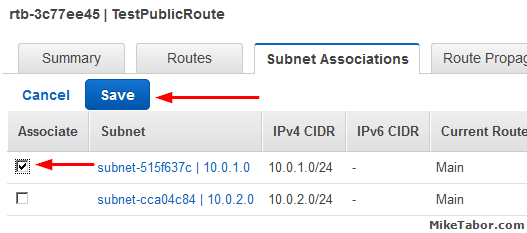 rtb-3c77ee45 | TestPublicRoute
Summary Routes Subnet Associations Route Propag
Cancel Save
Associate Subnet IPv4 CIDR IPv6 CIDR Current Route
subnet-515f637c | 10.0.1.0 10.0.1.0/24 - Main
subnet-cca04c84 | 10.0.2.0 10.0.2.0/24 - Main
MikeTabor.com